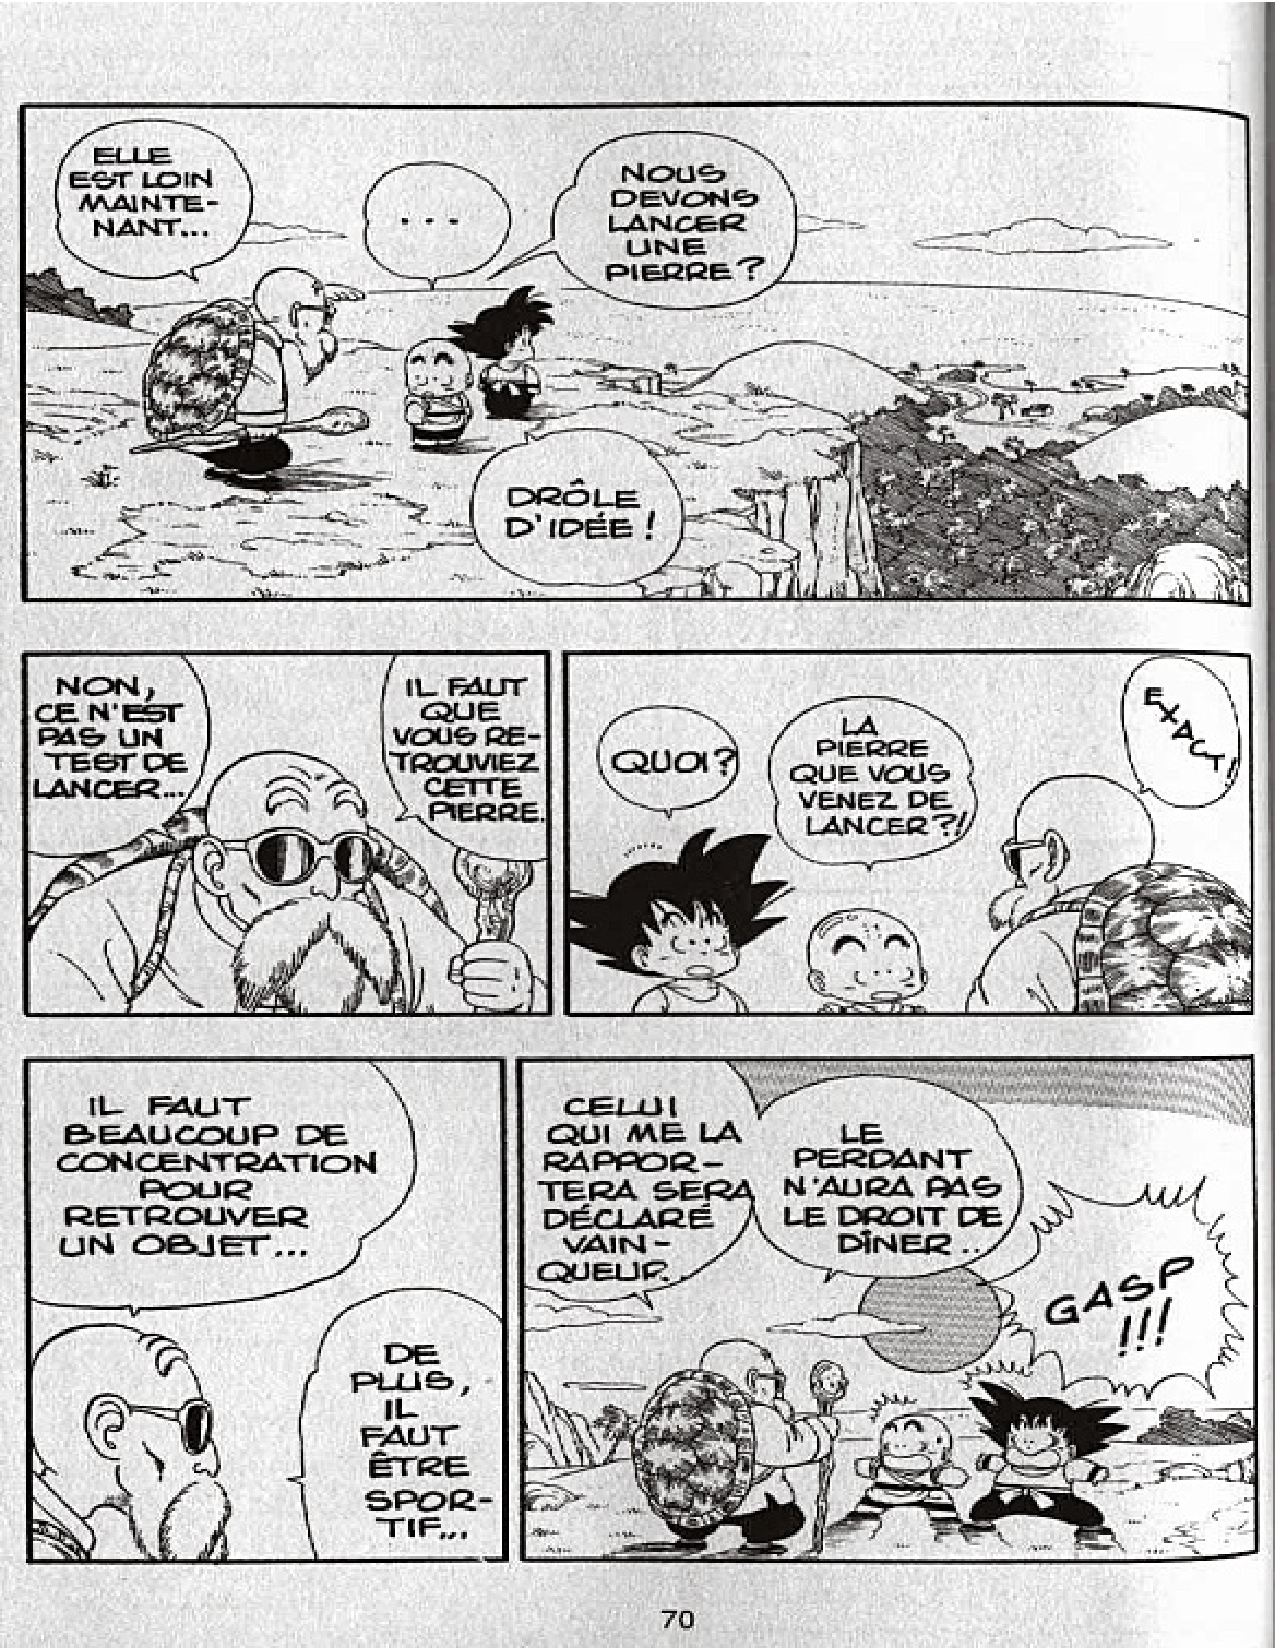 ELLE
EST LOIN
MAINTE-
NANT...
...
NOUS
DEVONS
LANCER
UNE
PIERRE?
DRÔLE
D'IDÉE!
NON,
CE N'EST
PAS UN
TEST DE
LANCER...
IL FAUT
QUE
VOUS RE-
TROUVIEZ
CETTE
PIERRE.
QUOI?
LA
PIERRE
QUE VOUS
VENEZ DE
LANCER?!
EXACT!
IL FAUT
BEAUCOUP DE
CONCENTRATION
POUR
RETROUVER
UN OBJET...
DE
PLUS,
IL
FAUT
ÊTRE
SPOR-
TIF...
CELUI
QUI ME LA
RAPPOR-
TERA SERA
DÉCLARÉ
VAIN-
QUEUR..
LE
PERDANT
N'AURA PAS
LE DROIT DE
DÎNER..
GASP
!!!
70